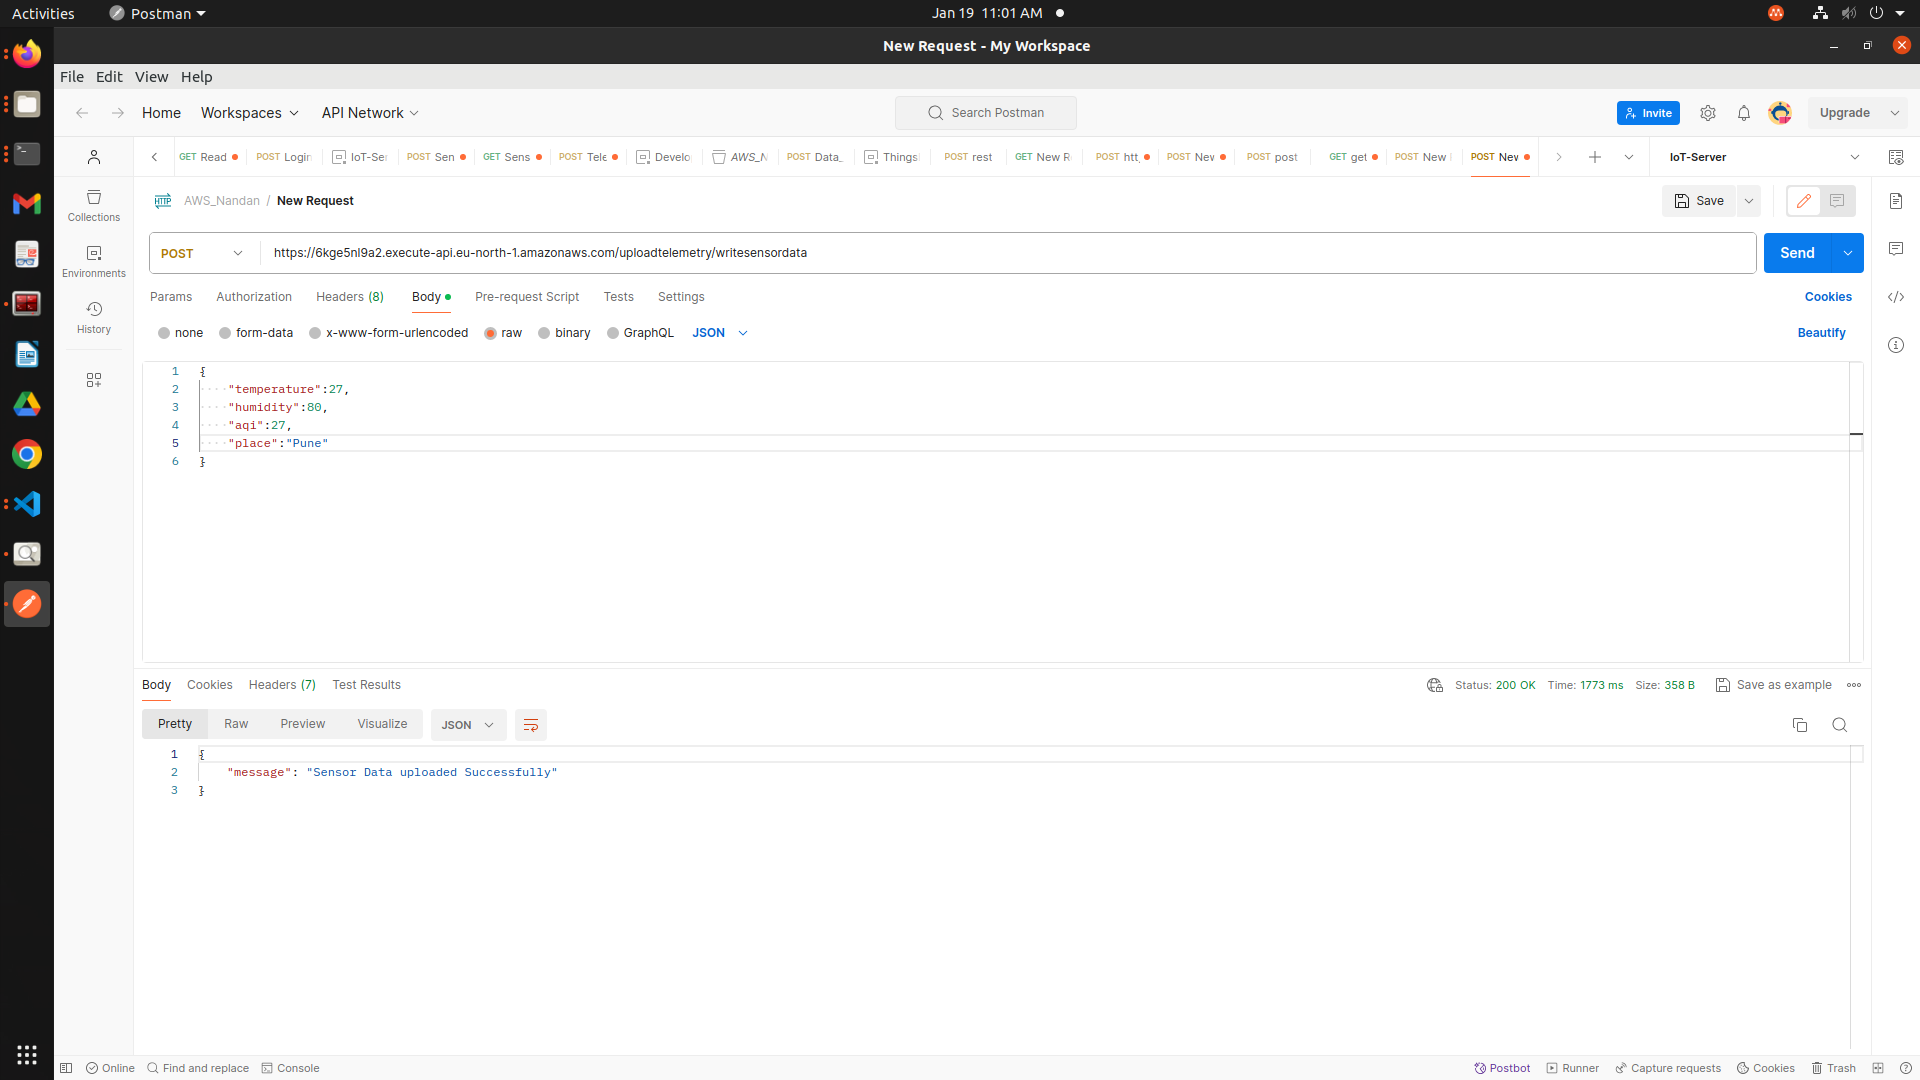 Activities Postman Jan 19 11:01 AM
New Request - My Workspace
File Edit View Help
Home Workspaces API Network Search Postman Invite Upgrade
GET Read POST Login IoT-Ser POST Sen GET Sens POST Tele Develo AWS_N POST Data_ Things POST rest GET New R POST htt POST New POST post GET get POST New POST New IoT-Server
HTTP AWS_Nandan / New Request Save
Collections
POST https://6kge5nl9a2.execute-api.eu-north-1.amazonaws.com/uploadtelemetry/writesensordata Send
Environments
Params Authorization Headers (8) Body Pre-request Script Tests Settings Cookies
History
none form-data x-www-form-urlencoded raw binary GraphQL JSON Beautify
1 {
2 "temperature":27,
3 "humidity":80,
4 "aqi":27,
5 "place":"Pune"
6 }
Body Cookies Headers (7) Test Results Status: 200 OK Time: 1773 ms Size: 358 B Save as example
Pretty Raw Preview Visualize JSON
1 {
2 "message": "Sensor Data uploaded Successfully"
3 }
Online Find and replace Console Postbot Runner Capture requests Cookies Trash